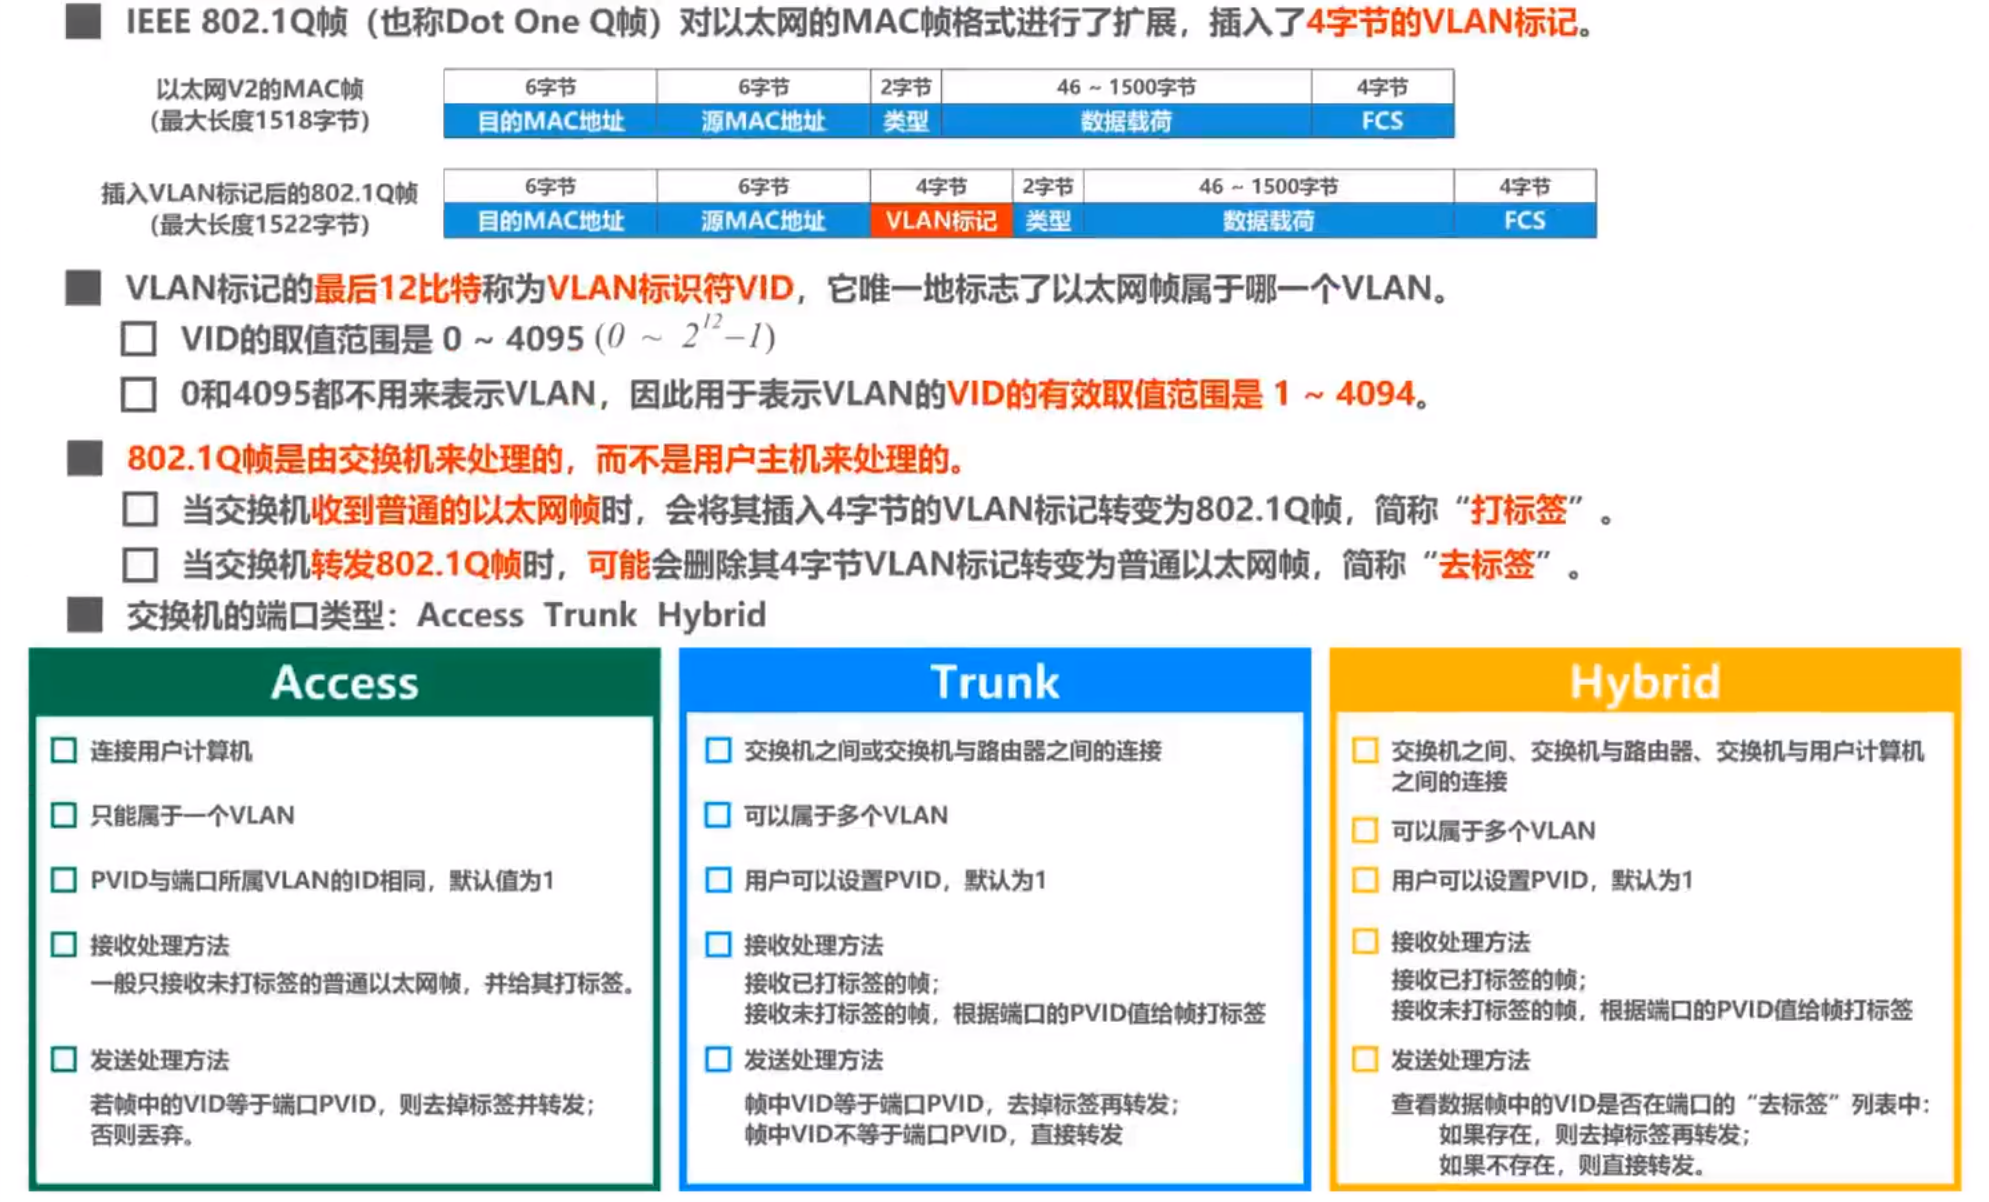 IEEE 802.1Q帧（也称Dot One Q帧）对以太网的MAC帧格式进行了扩展，插入了4字节的VLAN标记。
以太网V2的MAC帧
(最大长度1518字节)
6字节 6字节 2字节 46 ~ 1500字节 4字节
目的MAC地址 源MAC地址 类型 数据载荷 FCS
插入VLAN标记后的802.1Q帧
(最大长度1522字节)
6字节 6字节 4字节 2字节 46 ~ 1500字节 4字节
目的MAC地址 源MAC地址 VLAN标记 类型 数据载荷 FCS
VLAN标记的最后12比特称为VLAN标识符VID，它唯一地标志了以太网帧属于哪一个VLAN。
VID的取值范围是 0 ~ 4095 (0 ~ 2^12-1)
0和4095都不用来表示VLAN，因此用于表示VLAN的VID的有效取值范围是 1 ~ 4094。
802.1Q帧是由交换机来处理的，而不是用户主机来处理的。
当交换机收到普通的以太网帧时，会将其插入4字节的VLAN标记转变为802.1Q帧，简称“打标签”。
当交换机转发802.1Q帧时，可能会删除其4字节VLAN标记转变为普通以太网帧，简称“去标签”。
交换机的端口类型：Access Trunk Hybrid
Access
连接用户计算机
只能属于一个VLAN
PVID与端口所属VLAN的ID相同，默认值为1
接收处理方法
一般只接收未打标签的普通以太网帧，并给其打标签。
发送处理方法
若帧中的VID等于端口PVID，则去掉标签并转发；
否则丢弃。
Trunk
交换机之间或交换机与路由器之间的连接
可以属于多个VLAN
用户可以设置PVID，默认为1
接收处理方法
接收已打标签的帧；
接收未打标签的帧，根据端口的PVID值给帧打标签
发送处理方法
帧中VID等于端口PVID，去掉标签再转发；
帧中VID不等于端口PVID，直接转发
Hybrid
交换机之间、交换机与路由器、交换机与用户计算机
之间的连接
可以属于多个VLAN
用户可以设置PVID，默认为1
接收处理方法
接收已打标签的帧；
接收未打标签的帧，根据端口的PVID值给帧打标签
发送处理方法
查看数据帧中的VID是否在端口的“去标签”列表中：
如果存在，则去掉标签再转发；
如果不存在，则直接转发。